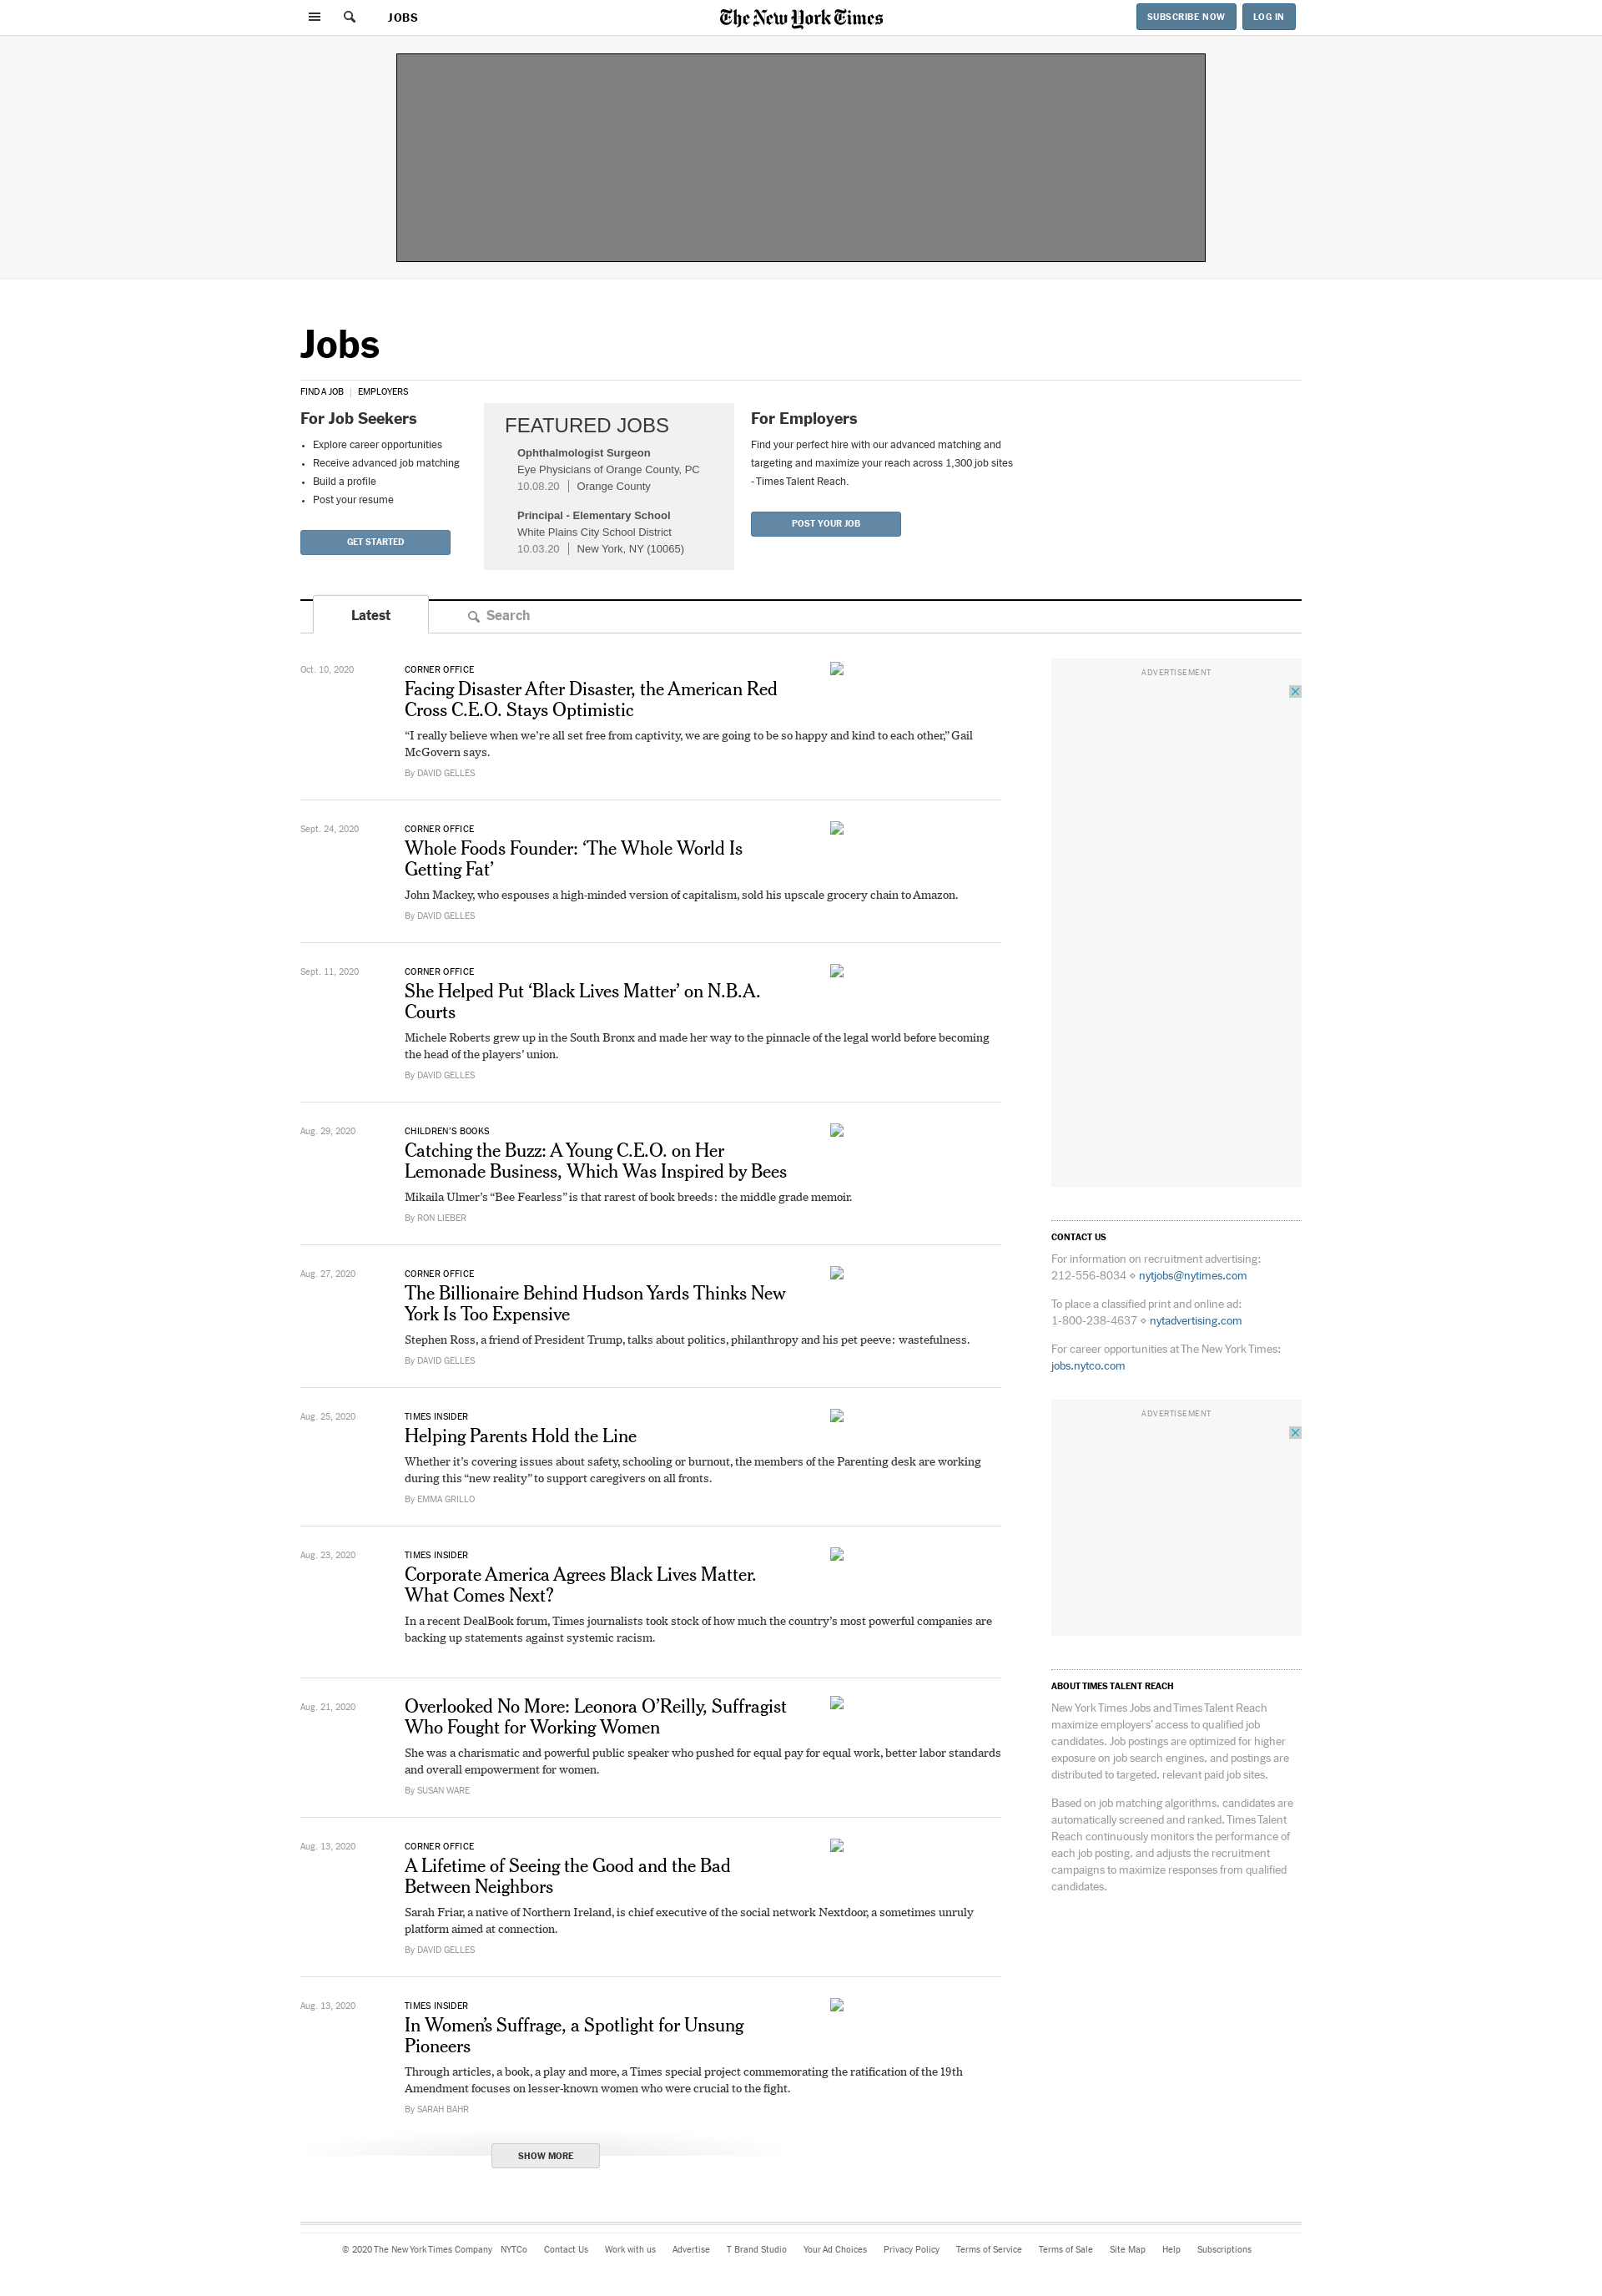 JOBS
The New York Times
SUBSCRIBE NOW
LOG IN
Jobs
FIND A JOB | EMPLOYERS
For Job Seekers
• Explore career opportunities
• Receive advanced job matching
• Build a profile
• Post your resume
GET STARTED
FEATURED JOBS
Ophthalmologist Surgeon
Eye Physicians of Orange County, PC
10.08.20 | Orange County
Principal - Elementary School
White Plains City School District
10.03.20 | New York, NY (10065)
For Employers
Find your perfect hire with our advanced matching and
targeting and maximize your reach across 1,300 job sites
- Times Talent Reach.
POST YOUR JOB
Latest
Search
Oct. 10, 2020
CORNER OFFICE
Facing Disaster After Disaster, the American Red
Cross C.E.O. Stays Optimistic
“I really believe when we’re all set free from captivity, we are going to be so happy and kind to each other,” Gail
McGovern says.
By DAVID GELLES
Sept. 24, 2020
CORNER OFFICE
Whole Foods Founder: ‘The Whole World Is
Getting Fat’
John Mackey, who espouses a high-minded version of capitalism, sold his upscale grocery chain to Amazon.
By DAVID GELLES
Sept. 11, 2020
CORNER OFFICE
She Helped Put ‘Black Lives Matter’ on N.B.A.
Courts
Michele Roberts grew up in the South Bronx and made her way to the pinnacle of the legal world before becoming
the head of the players’ union.
By DAVID GELLES
Aug. 29, 2020
CHILDREN’S BOOKS
Catching the Buzz: A Young C.E.O. on Her
Lemonade Business, Which Was Inspired by Bees
Mikaila Ulmer’s “Bee Fearless” is that rarest of book breeds: the middle grade memoir.
By RON LIEBER
Aug. 27, 2020
CORNER OFFICE
The Billionaire Behind Hudson Yards Thinks New
York Is Too Expensive
Stephen Ross, a friend of President Trump, talks about politics, philanthropy and his pet peeve: wastefulness.
By DAVID GELLES
Aug. 25, 2020
TIMES INSIDER
Helping Parents Hold the Line
Whether it’s covering issues about safety, schooling or burnout, the members of the Parenting desk are working
during this “new reality” to support caregivers on all fronts.
By EMMA GRILLO
Aug. 23, 2020
TIMES INSIDER
Corporate America Agrees Black Lives Matter.
What Comes Next?
In a recent DealBook forum, Times journalists took stock of how much the country’s most powerful companies are
backing up statements against systemic racism.
Aug. 21, 2020
Overlooked No More: Leonora O’Reilly, Suffragist
Who Fought for Working Women
She was a charismatic and powerful public speaker who pushed for equal pay for equal work, better labor standards
and overall empowerment for women.
By SUSAN WARE
Aug. 13, 2020
CORNER OFFICE
A Lifetime of Seeing the Good and the Bad
Between Neighbors
Sarah Friar, a native of Northern Ireland, is chief executive of the social network Nextdoor, a sometimes unruly
platform aimed at connection.
By DAVID GELLES
Aug. 13, 2020
TIMES INSIDER
In Women’s Suffrage, a Spotlight for Unsung
Pioneers
Through articles, a book, a play and more, a Times special project commemorating the ratification of the 19th
Amendment focuses on lesser-known women who were crucial to the fight.
By SARAH BAHR
SHOW MORE
ADVERTISEMENT
CONTACT US
For information on recruitment advertising:
212-556-8034 ⋄ nytjobs@nytimes.com
To place a classified print and online ad:
1-800-238-4637 ⋄ nytadvertising.com
For career opportunities at The New York Times:
jobs.nytco.com
ADVERTISEMENT
ABOUT TIMES TALENT REACH
New York Times Jobs and Times Talent Reach
maximize employers’ access to qualified job
candidates. Job postings are optimized for higher
exposure on job search engines, and postings are
distributed to targeted, relevant paid job sites.
Based on job matching algorithms, candidates are
automatically screened and ranked. Times Talent
Reach continuously monitors the performance of
each job posting, and adjusts the recruitment
campaigns to maximize responses from qualified
candidates.
© 2020 The New York Times Company NYTCo Contact Us Work with us Advertise T Brand Studio Your Ad Choices Privacy Policy Terms of Service Terms of Sale Site Map Help Subscriptions